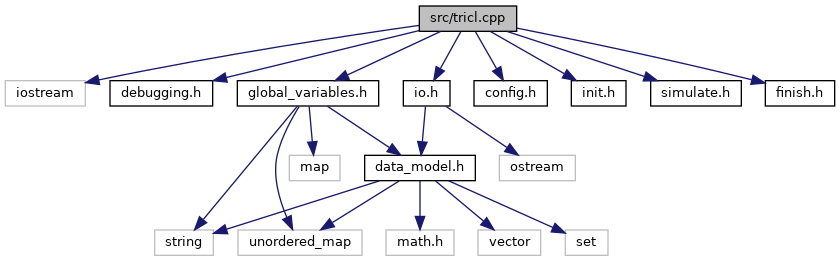 src/tricl.cpp
iostream
debugging.h
global_variables.h
io.h
config.h
init.h
simulate.h
finish.h
map
data_model.h
ostream
string
unordered_map
math.h
vector
set